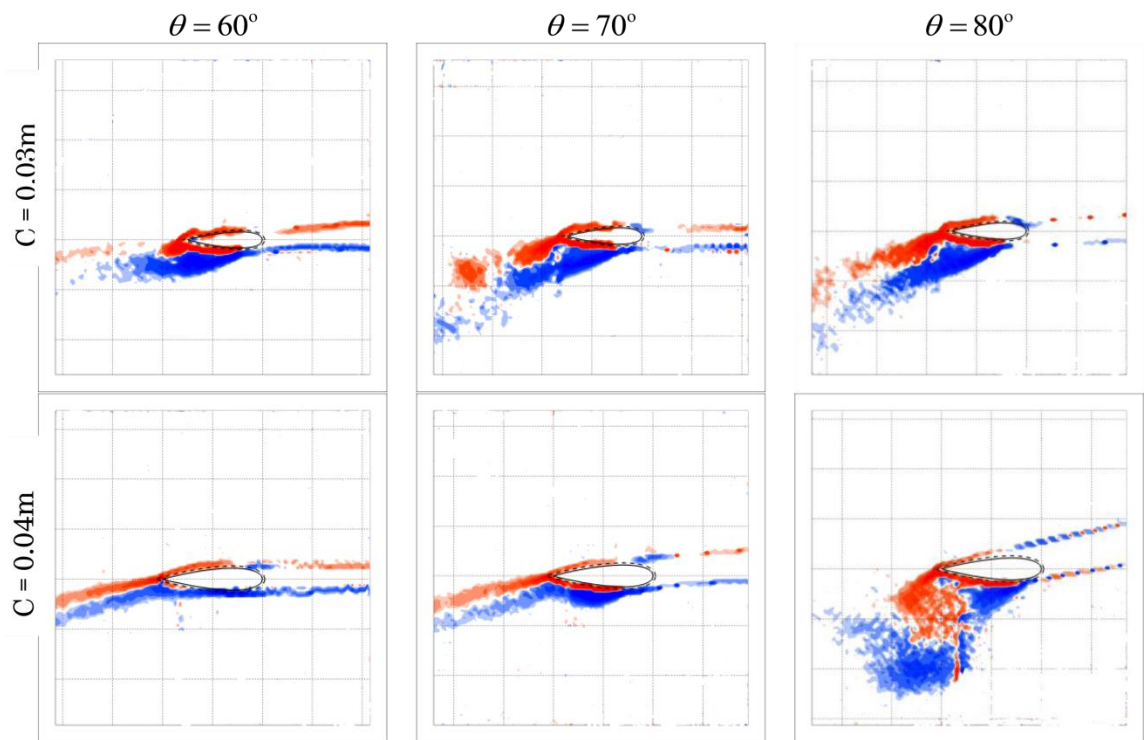 θ = 60°
θ = 70°
θ = 80°
C = 0.03m
C = 0.04m